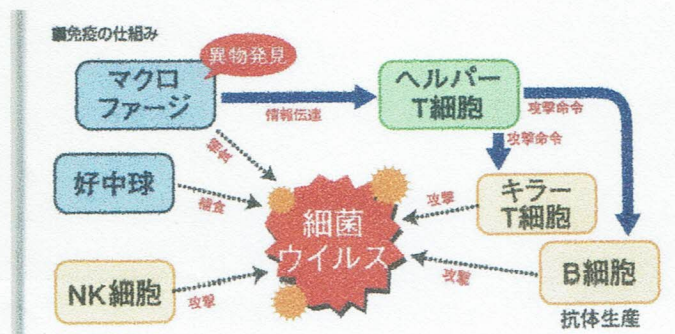 免疫の仕組み
異物発見
マクロ
ファージ
情報伝達
ヘルパー
T細胞
攻撃命令
攻撃命令
捕食
好中球
捕食
細菌
ウイルス
攻撃
キラー
T細胞
NK細胞
攻撃
攻撃
B細胞
抗体生産